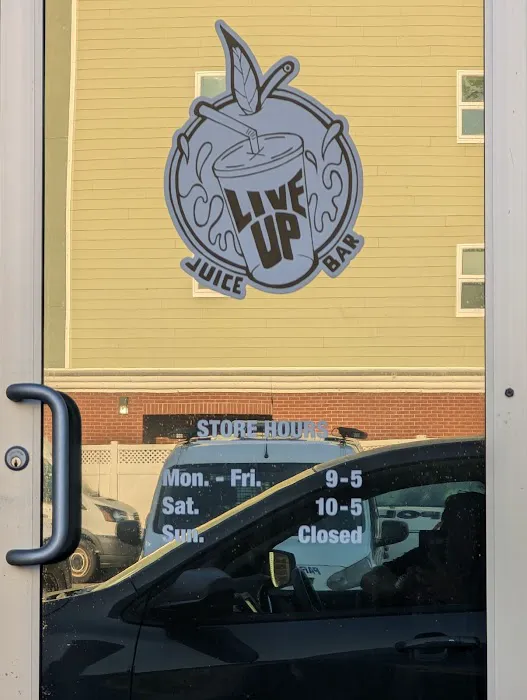 LIVE
UP
JUICE BAR
STORE HOURS
Mon. - Fri. 9-5
Sat. 10-5
Sun. Closed